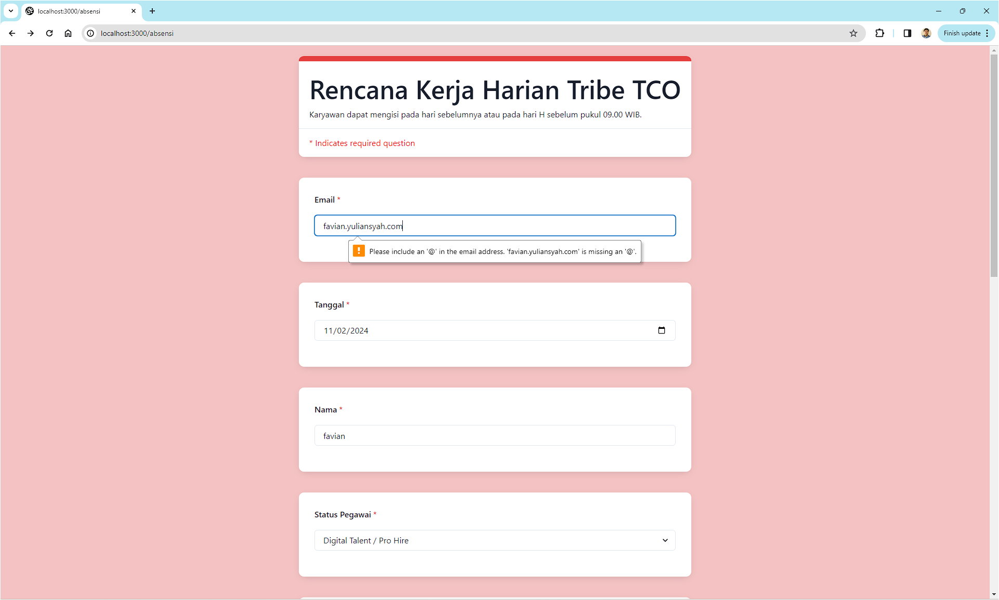 localhost:3000/absensi
localhost:3000/absensi
Finish update
Rencana Kerja Harian Tribe TCO
Karyawan dapat mengisi pada hari sebelumnya atau pada hari H sebelum pukul 09.00 WIB.
* Indicates required question
Email *
favian.yuliansyah.com
Please include an '@' in the email address. 'favian.yuliansyah.com' is missing an '@'.
Tanggal *
11/02/2024
Nama *
favian
Status Pegawai *
Digital Talent / Pro Hire